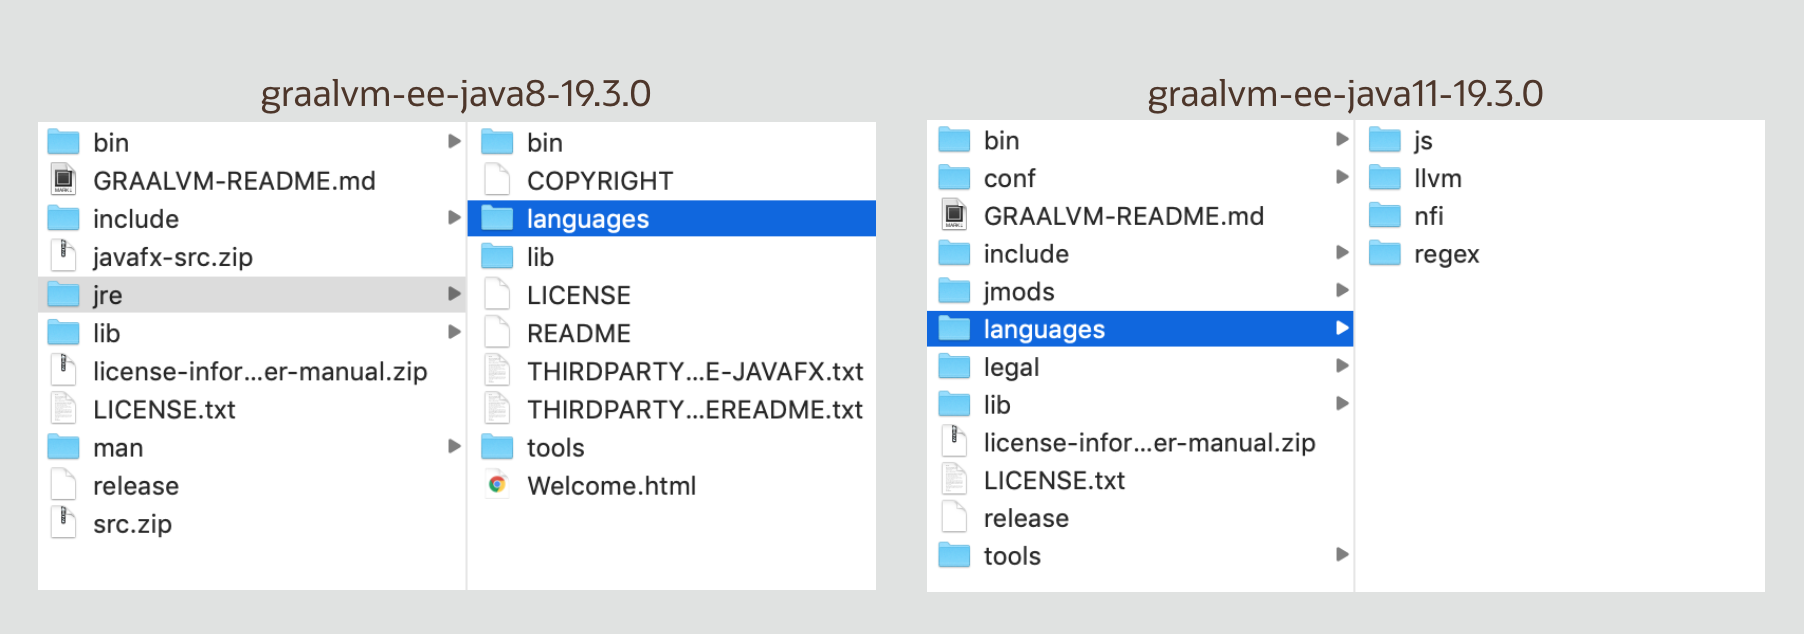 graalvm-ee-java8-19.3.0
bin
GRAALVM-README.md
include
javafx-src.zip
jre
lib
license-infor...er-manual.zip
LICENSE.txt
man
release
src.zip
bin
COPYRIGHT
languages
lib
LICENSE
README
THIRDPARTY...E-JAVAFX.txt
THIRDPARTY...EREADME.txt
tools
Welcome.html
graalvm-ee-java11-19.3.0
bin
conf
GRAALVM-README.md
include
jmods
languages
legal
lib
license-infor...er-manual.zip
LICENSE.txt
release
tools
js
llvm
nfi
regex